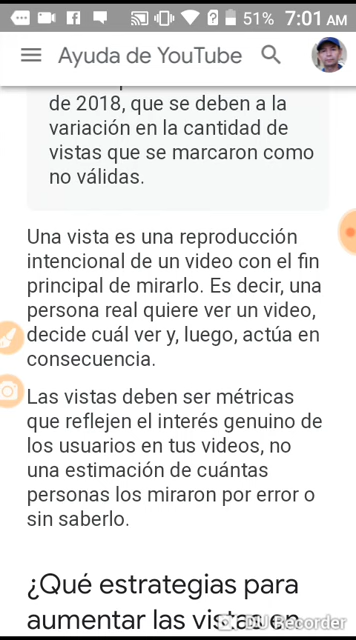 51% 7:01 AM
Ayuda de YouTube
de 2018, que se deben a la
variación en la cantidad de
vistas que se marcaron como
no válidas.
Una vista es una reproducción
intencional de un video con el fin
principal de mirarlo. Es decir, una
persona real quiere ver un video,
decide cuál ver y, luego, actúa en
consecuencia.
Las vistas deben ser métricas
que reflejen el interés genuino de
los usuarios en tus videos, no
una estimación de cuántas
personas los miraron por error o
sin saberlo.
¿Qué estrategias para
aumentar las vistas en
DU Recorder